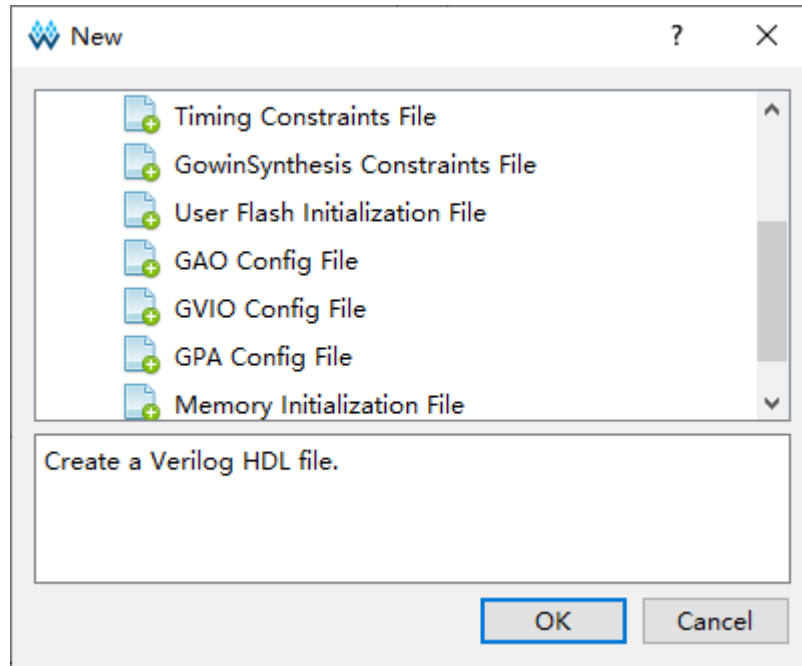 New
?
Timing Constraints File
GowinSynthesis Constraints File
User Flash Initialization File
GAO Config File
GVIO Config File
GPA Config File
Memory Initialization File
Create a Verilog HDL file.
OK Cancel